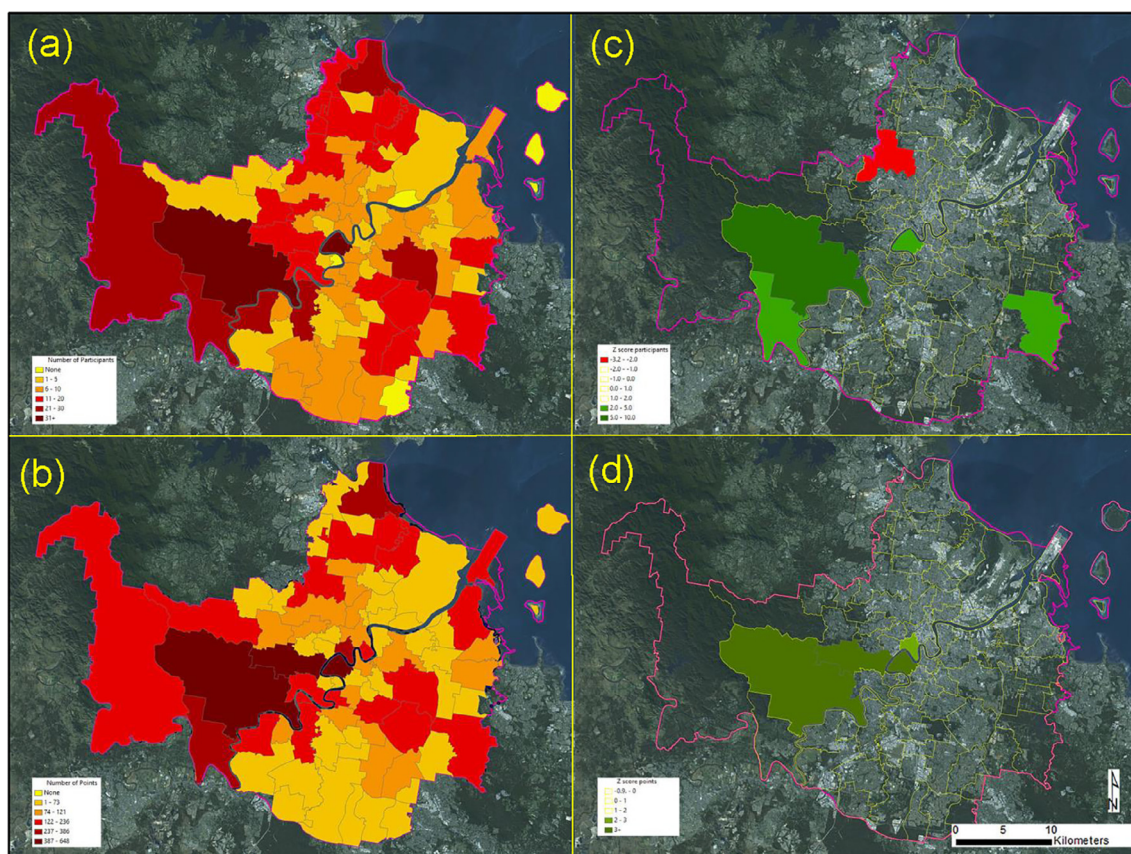 (a)
Number of Participants
None
1 - 5
6 - 10
11 - 20
21 - 30
31+
(c)
Z score participants
-3.2 - -2.0
-2.0 - -1.0
-1.0 - 0.0
0.0 - 1.0
1.0 - 2.0
2.0 - 5.0
5.0 - 10.0
(b)
Number of Points
None
1 - 73
74 - 121
122 - 236
237 - 386
387 - 648
(d)
Z score points
-0.9, - 0
0 - 1
1 - 2
2 - 3
3+
N
0 5 10
Kilometers